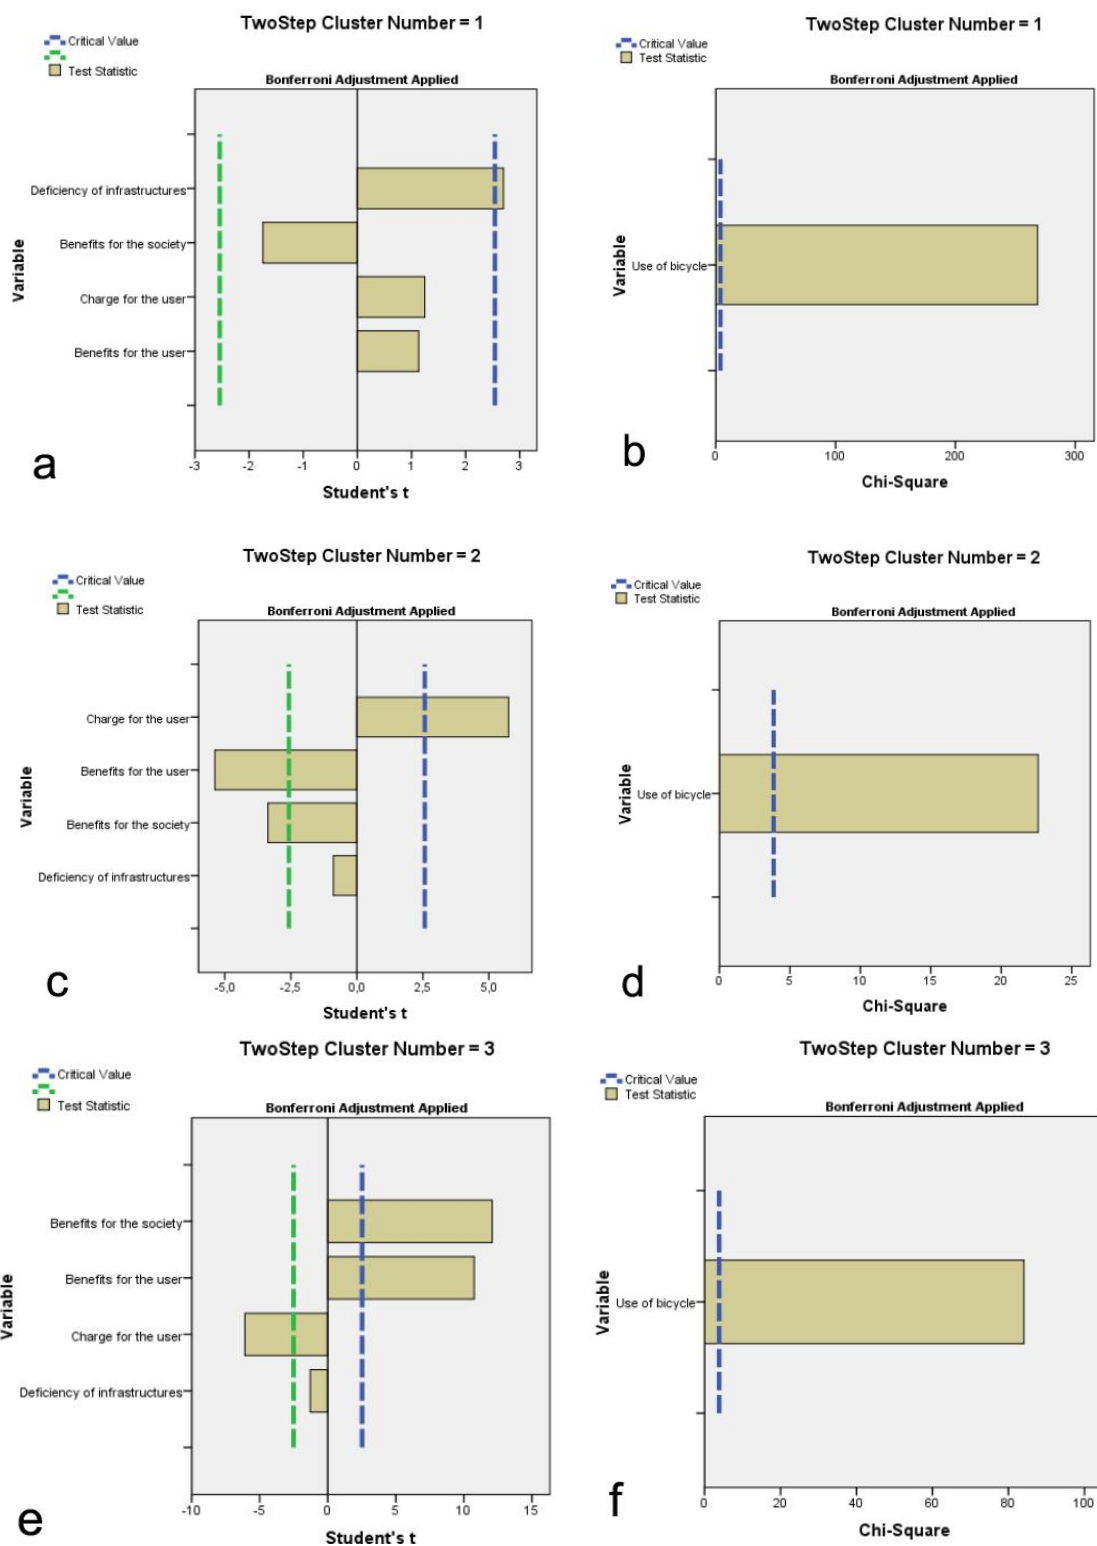 TwoStep Cluster Number = 1
Critical Value
Test Statistic
Bonferroni Adjustment Applied
Variable
Deficiency of infrastructures
Benefits for the society
Charge for the user
Benefits for the user
-3 -2 -1 0 1 2 3
Student's t
a
TwoStep Cluster Number = 1
Critical Value
Test Statistic
Bonferroni Adjustment Applied
Variable
Use of bicycle
0 100 200 300
Chi-Square
b
TwoStep Cluster Number = 2
Critical Value
Test Statistic
Bonferroni Adjustment Applied
Variable
Charge for the user
Benefits for the user
Benefits for the society
Deficiency of infrastructures
-5,0 -2,5 0,0 2,5 5,0
Student's t
c
TwoStep Cluster Number = 2
Critical Value
Test Statistic
Bonferroni Adjustment Applied
Variable
Use of bicycle
0 5 10 15 20 25
Chi-Square
d
TwoStep Cluster Number = 3
Critical Value
Test Statistic
Bonferroni Adjustment Applied
Variable
Benefits for the society
Benefits for the user
Charge for the user
Deficiency of infrastructures
-10 -5 0 5 10 15
Student's t
e
TwoStep Cluster Number = 3
Critical Value
Test Statistic
Bonferroni Adjustment Applied
Variable
Use of bicycle
0 20 40 60 80 100
Chi-Square
f